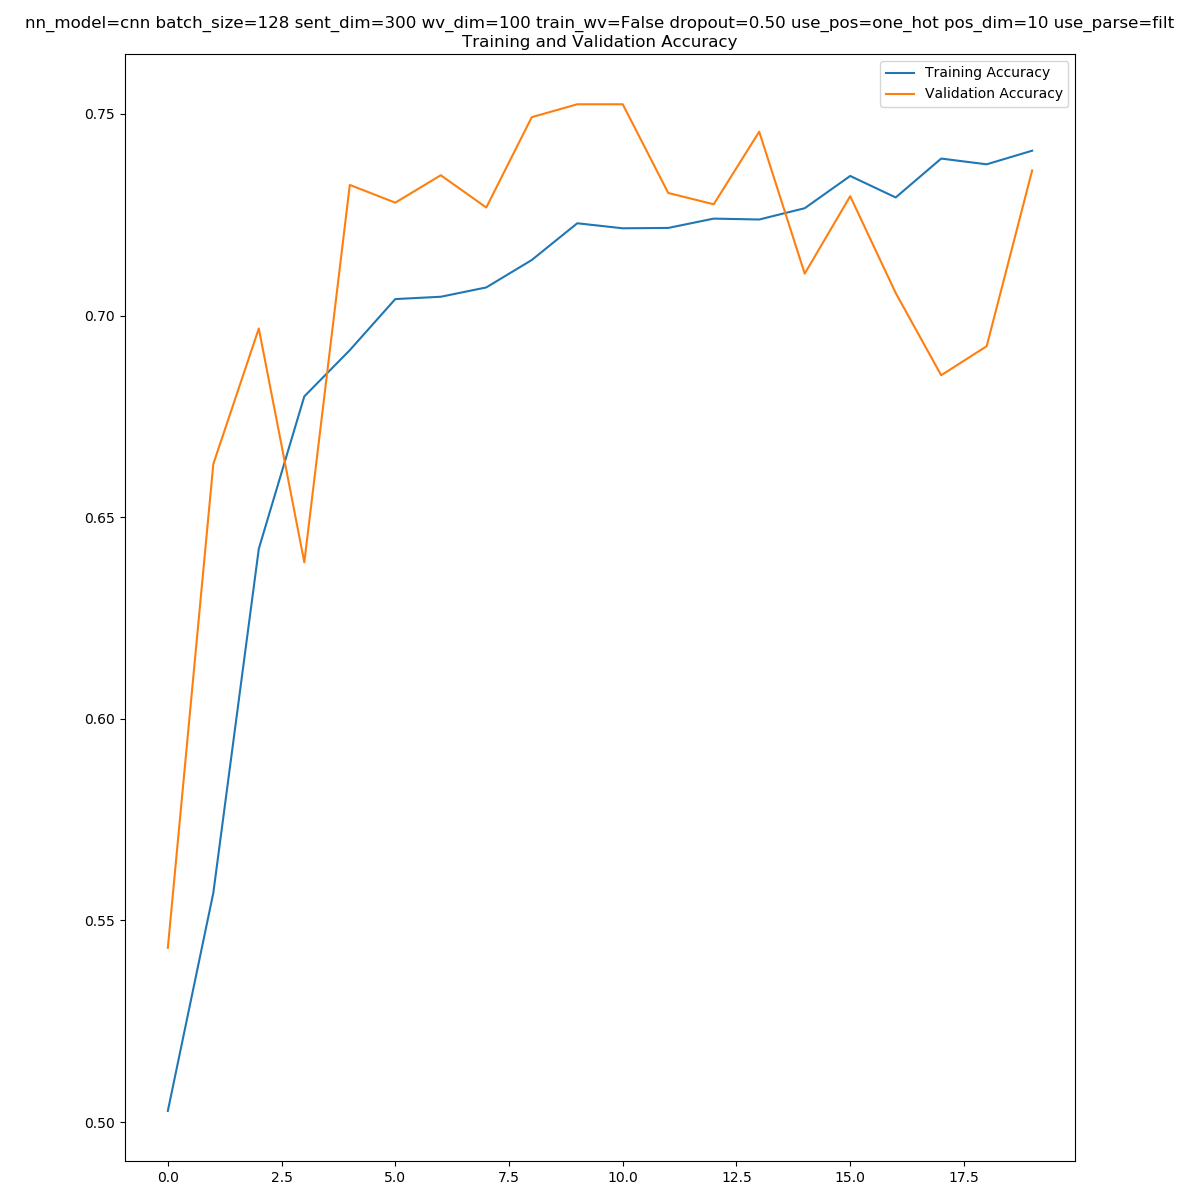 nn_model=cnn batch_size=128 sent_dim=300 wv_dim=100 train_wv=False dropout=0.50 use_pos=one_hot pos_dim=10 use_parse=filt
Training and Validation Accuracy
Training Accuracy
Validation Accuracy
0.75
0.70
0.65
0.60
0.55
0.50
0.0 2.5 5.0 7.5 10.0 12.5 15.0 17.5